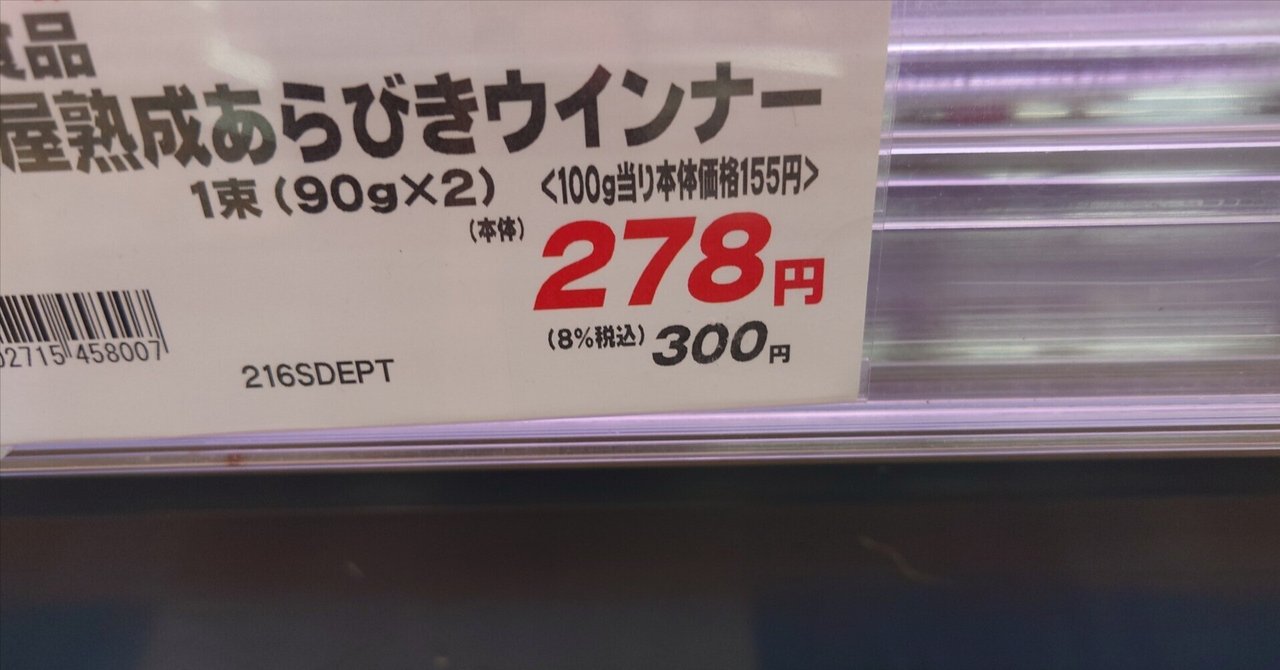 食品
屋熟成あらびきウインナー
1束(90g×2) <100g当り本体価格155円>
(本体) 278円
(8%税込) 300円
02715 458007
216SDEPT